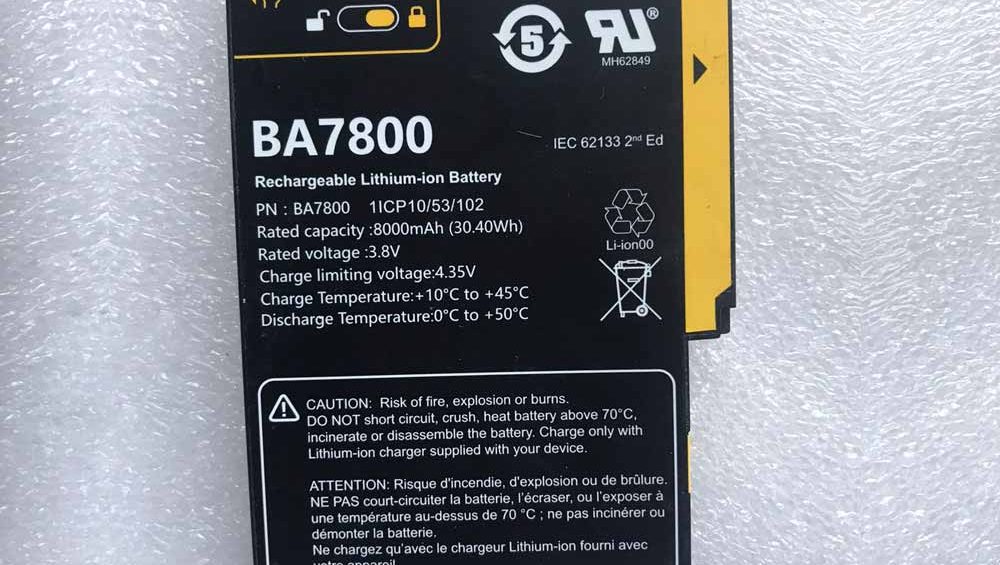 5
RU®
MH62849
BA7800
IEC 62133 2nd Ed
Rechargeable Lithium-ion Battery
PN : BA7800 1ICP10/53/102
Rated capacity :8000mAh (30.40Wh)
Rated voltage :3.8V
Charge limiting voltage:4.35V
Charge Temperature:+10°C to +45°C
Discharge Temperature:0°C to +50°C
Li-ion00
CAUTION: Risk of fire, explosion or burns.
DO NOT short circuit, crush, heat battery above 70°C,
incinerate or disassemble the battery. Charge only with
Lithium-ion charger supplied with your device.
ATTENTION: Risque d'incendie, d'explosion ou de brûlure.
NE PAS court-circuiter la batterie, l'écraser, ou l'exposer à
une température au-dessus de 70 °C ; ne pas incinérer ou
démonter la batterie.
Ne chargez qu'avec le chargeur Lithium-ion fourni avec
votre appareil